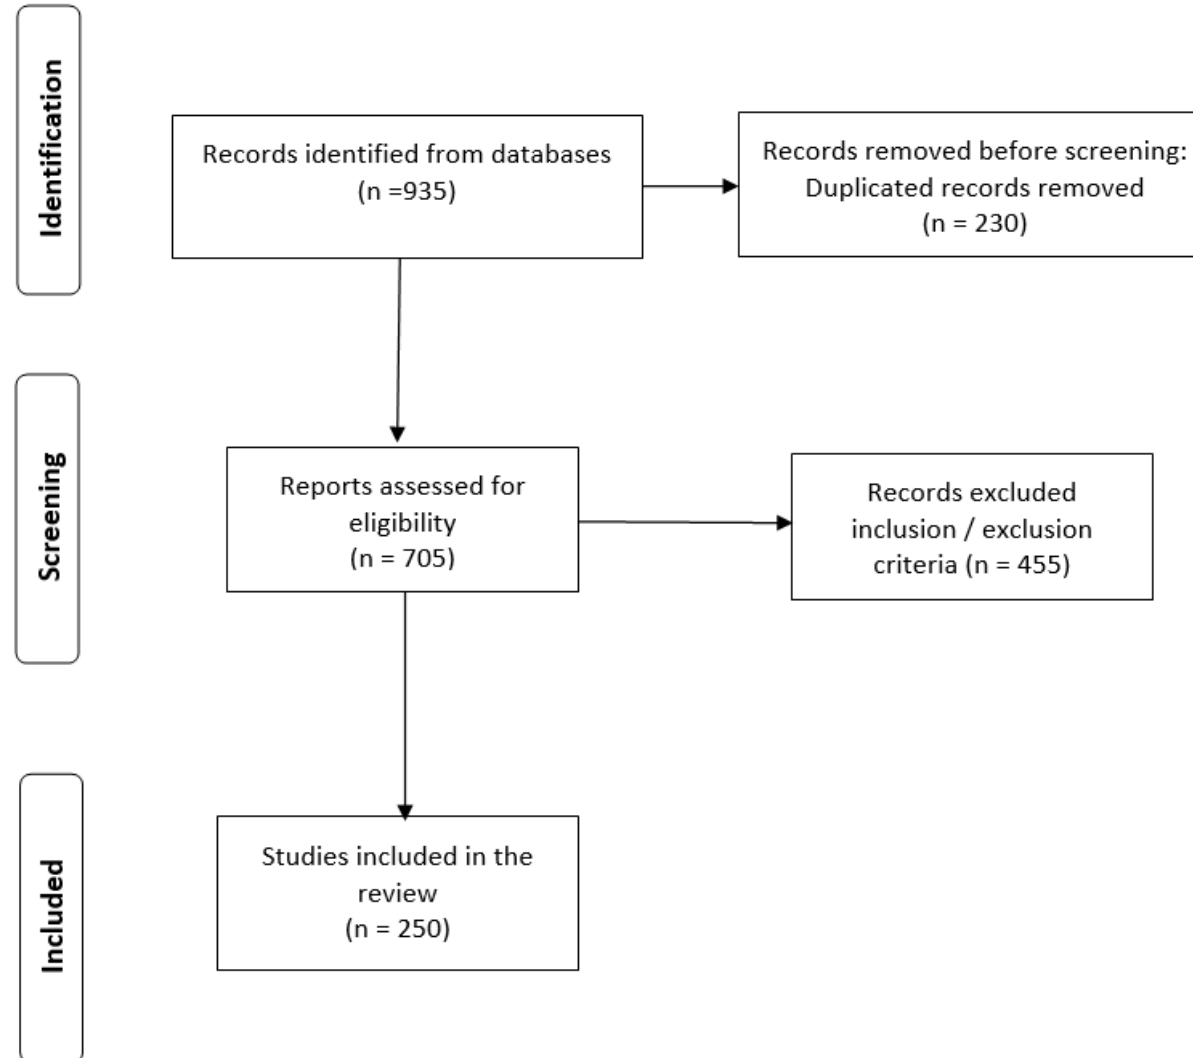 Identification
Records identified from databases
(n =935)
Records removed before screening:
Duplicated records removed
(n = 230)
Screening
Reports assessed for
eligibility
(n = 705)
Records excluded
inclusion / exclusion
criteria (n = 455)
Included
Studies included in the
review
(n = 250)